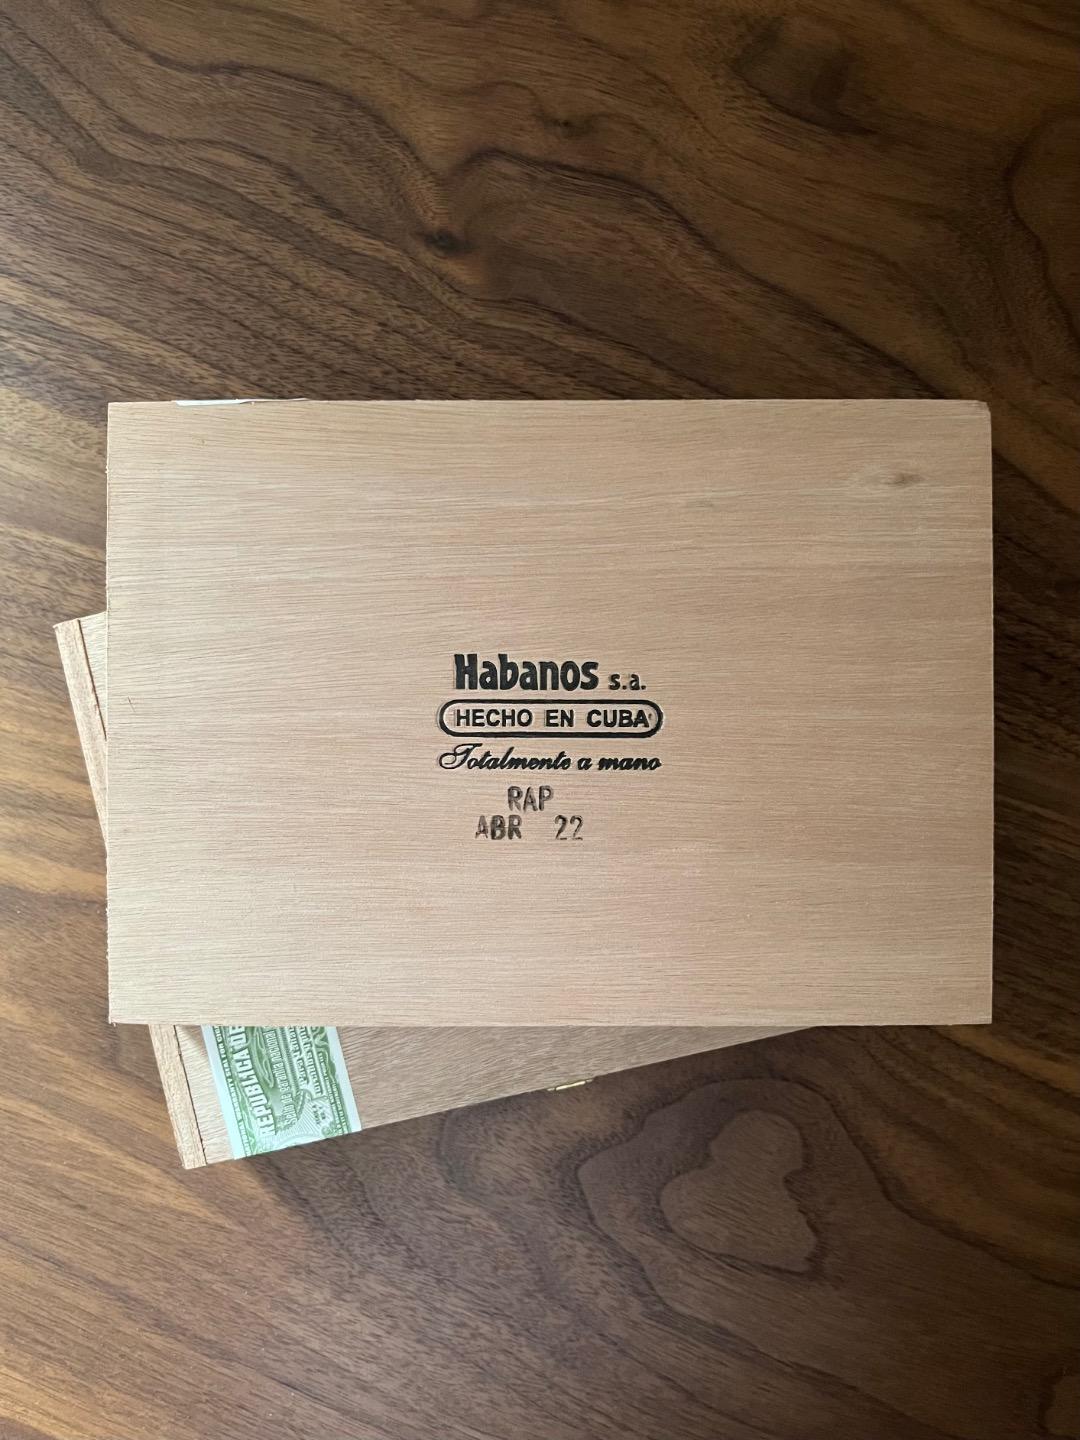 Habanos s.a.
HECHO EN CUBA
Totalmente a mano
RAP
ABR 22
REPUBLICA DE